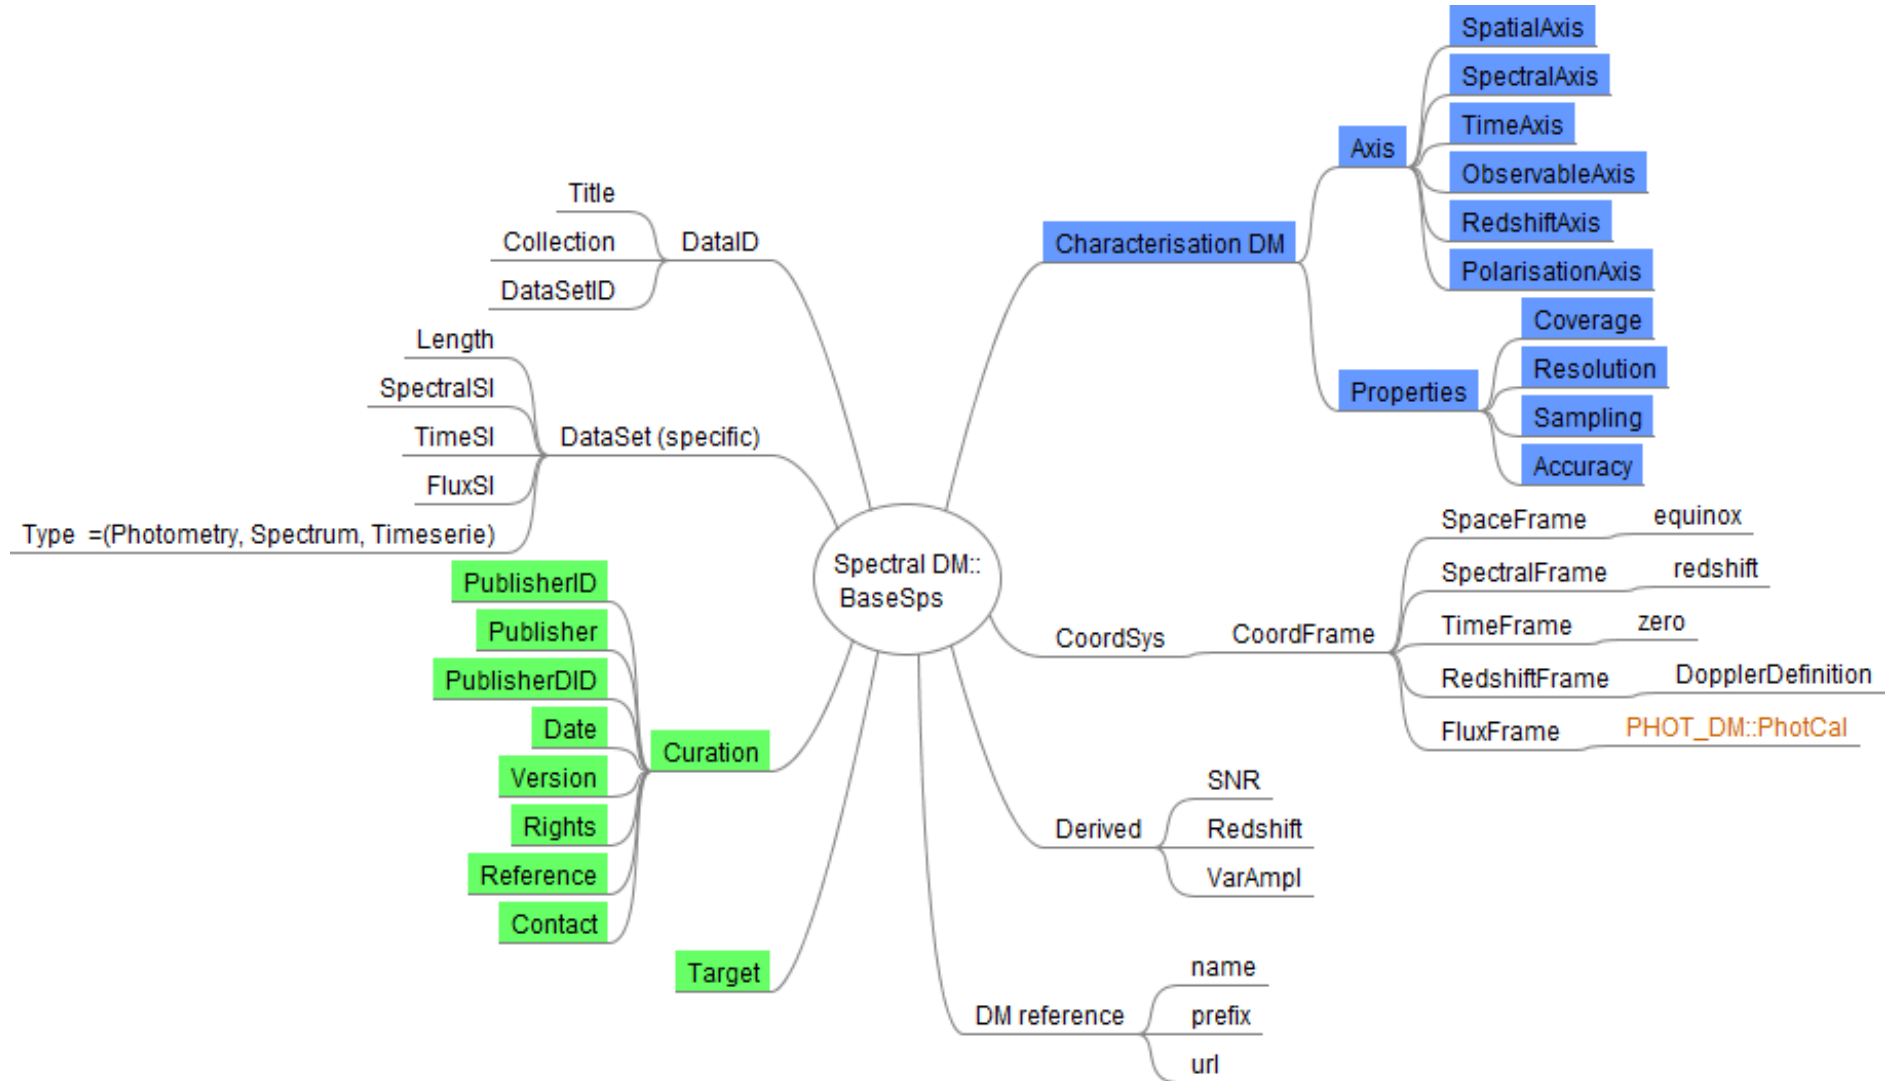 SpatialAxis
SpectralAxis
TimeAxis
Axis
ObservableAxis
RedshiftAxis
PolarisationAxis
Characterisation DM
Coverage
Resolution
Properties
Sampling
Accuracy
Title
Collection
DataID
DataSetID
Length
SpectralSI
TimeSI
DataSet (specific)
FluxSI
Type =(Photometry, Spectrum, Timeserie)
Spectral DM::
BaseSps
SpaceFrame
equinox
SpectralFrame
redshift
CoordSys
CoordFrame
TimeFrame
zero
RedshiftFrame
DopplerDefinition
FluxFrame
PHOT_DM::PhotCal
PublisherID
Publisher
PublisherDID
Date
Curation
Version
Rights
Reference
Contact
Target
SNR
Derived
Redshift
VarAmpl
name
DM reference
prefix
url